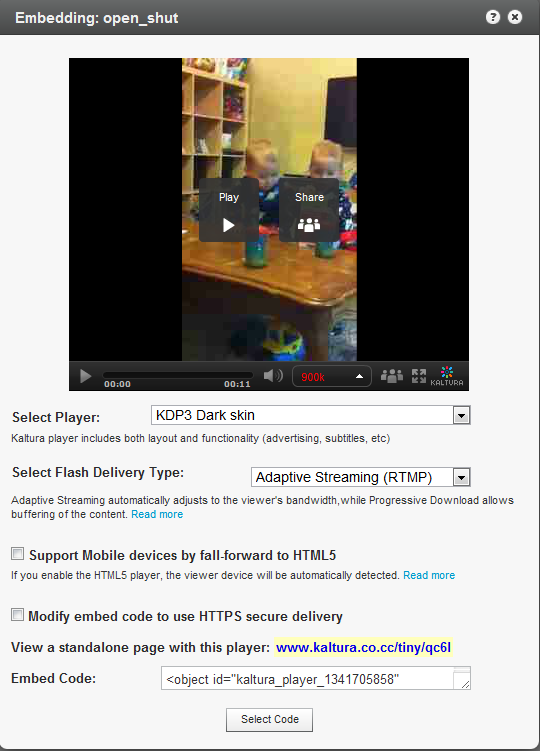 Embedding: open_shut
?
Play
Share
00:00
00:11
900k
KALTURA
Select Player:
KDP3 Dark skin
Kaltura player includes both layout and functionality (advertising, subtitles, etc)
Select Flash Delivery Type:
Adaptive Streaming (RTMP)
Adaptive Streaming automatically adjusts to the viewer's bandwidth,while Progressive Download allows
buffering of the content. Read more
Support Mobile devices by fall-forward to HTML5
If you enable the HTML5 player, the viewer device will be automatically detected. Read more
Modify embed code to use HTTPS secure delivery
View a standalone page with this player: www.kaltura.co.cc/tiny/qc6l
Embed Code:
<object id="kaltura_player_1341705858"
Select Code